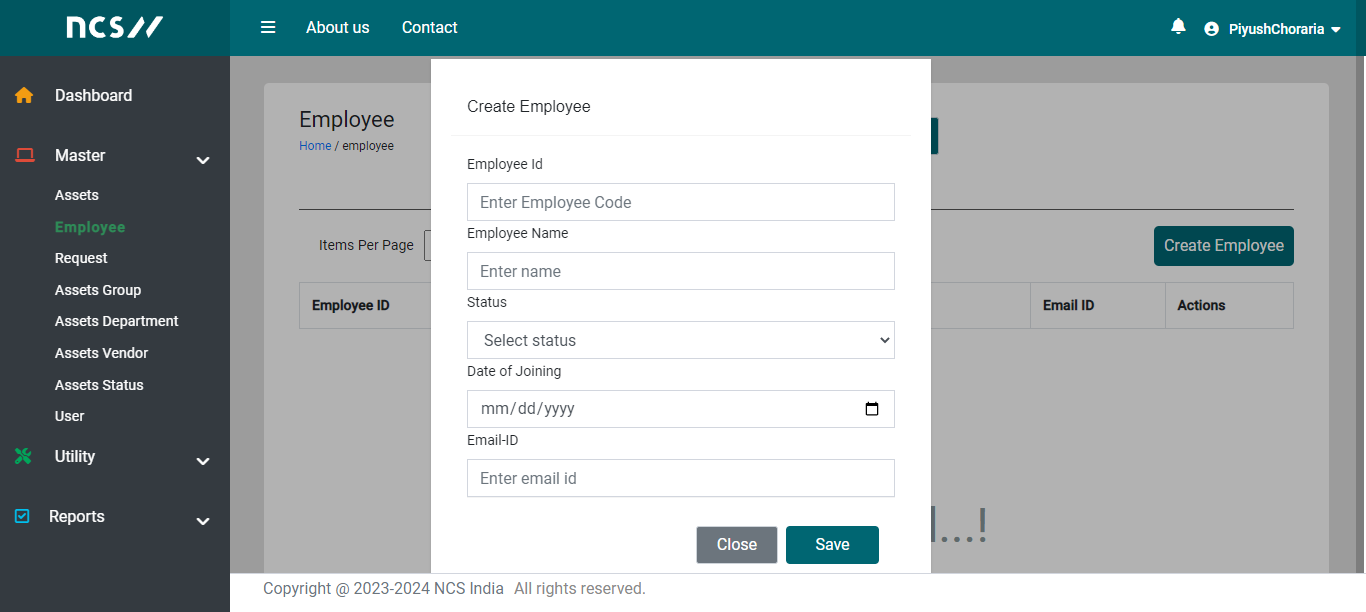 ncs
About us
Contact
PiyushChoraria
Dashboard
Master
Assets
Employee
Request
Assets Group
Assets Department
Assets Vendor
Assets Status
User
Utility
Reports
Employee
Home / employee
Items Per Page
Create Employee
Employee ID
Email ID
Actions
Create Employee
Employee Id
Enter Employee Code
Employee Name
Enter name
Status
Select status
Date of Joining
mm/dd/yyyy
Email-ID
Enter email id
Close
Save
...!
Copyright @ 2023-2024 NCS India All rights reserved.